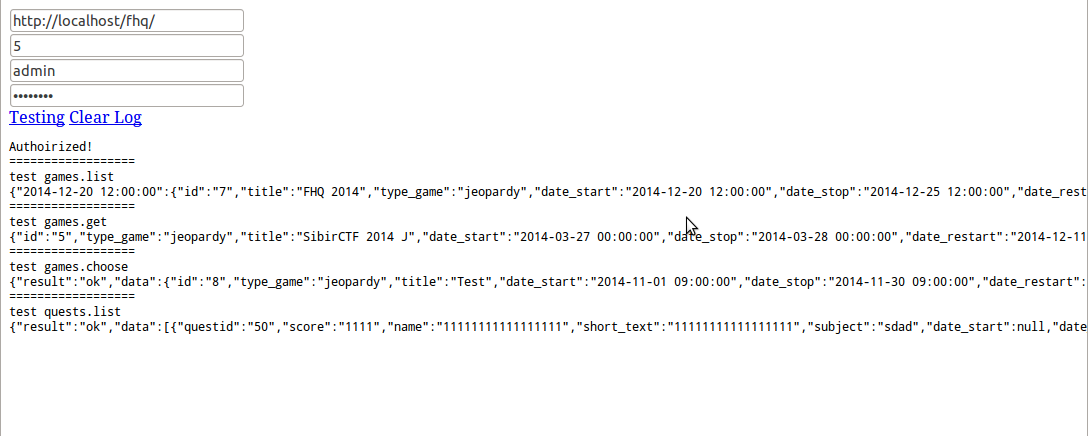 http://localhost/fhq/
5
admin
••••••••
Testing Clear Log
Authoirized!
==================
test games.list
{"2014-12-20 12:00:00":{"id":"7","title":"FHQ 2014","type_game":"jeopardy","date_start":"2014-12-20 12:00:00","date_stop":"2014-12-25 12:00:00","date_rest
==================
test games.get
{"id":"5","type_game":"jeopardy","title":"SibirCTF 2014 J","date_start":"2014-03-27 00:00:00","date_stop":"2014-03-28 00:00:00","date_restart":"2014-12-11
==================
test games.choose
{"result":"ok","data":{"id":"8","type_game":"jeopardy","title":"Test","date_start":"2014-11-01 09:00:00","date_stop":"2014-11-30 09:00:00","date_restart":
==================
test quests.list
{"result":"ok","data":[{"questid":"50","score":"1111","name":"11111111111111111","short_text":"11111111111111111","subject":"sdad","date_start":null,"date